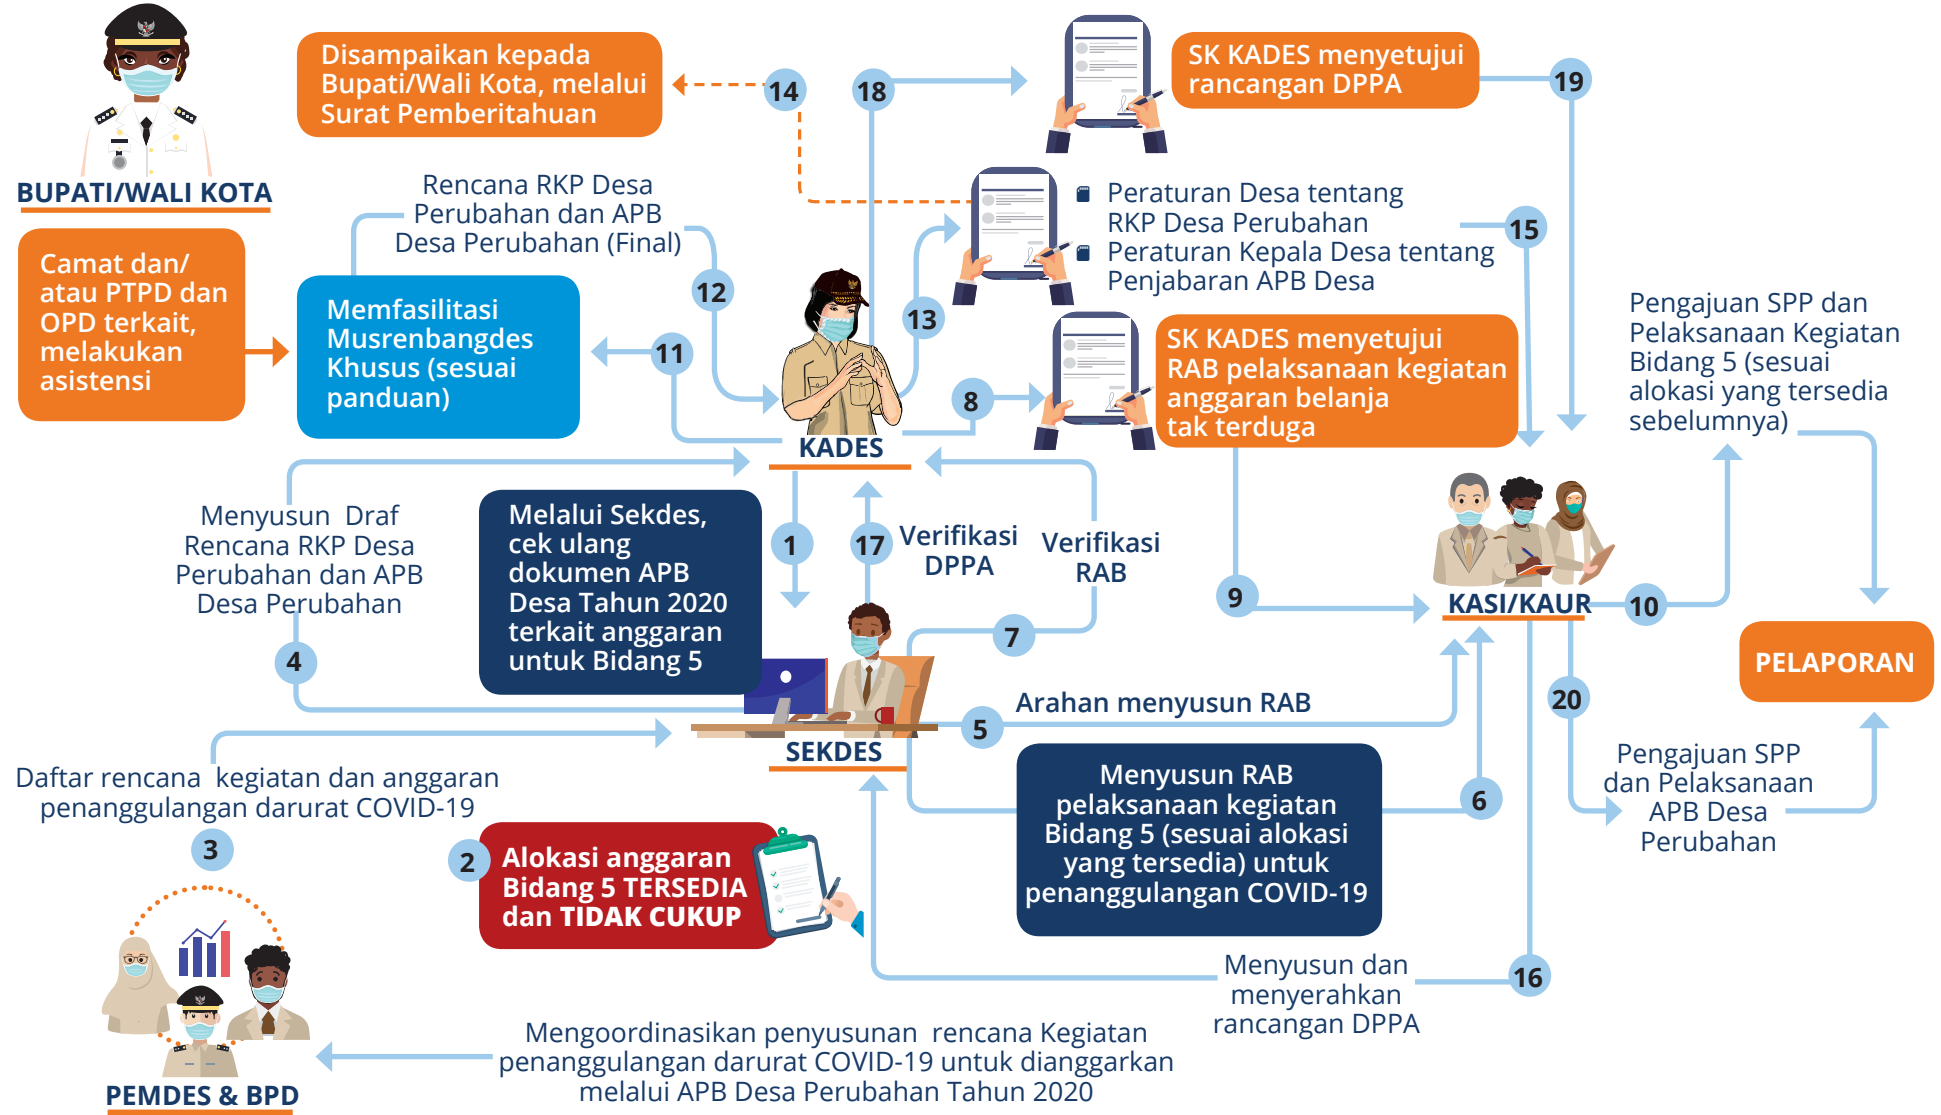 Disampaikan kepada
Bupati/Wali Kota, melalui
Surat Pemberitahuan
14
18
SK KADES menyetujui
rancangan DPPA
19
BUPATI/WALI KOTA
Camat dan/
atau PTPD dan
OPD terkait,
melakukan
asistensi
Rencana RKP Desa
Perubahan dan APB
Desa Perubahan (Final)
Memfasilitasi
Musrenbangdes
Khusus (sesuai
panduan)
12
11
13
Peraturan Desa tentang
RKP Desa Perubahan
Peraturan Kepala Desa tentang
Penjabaran APB Desa
15
8
SK KADES menyetujui
RAB pelaksanaan kegiatan
anggaran belanja
tak terduga
Pengajuan SPP dan
Pelaksanaan Kegiatan
Bidang 5 (sesuai
alokasi yang tersedia
sebelumnya)
KADES
Menyusun Draf
Rencana RKP Desa
Perubahan dan APB
Desa Perubahan
4
Melalui Sekdes,
cek ulang
dokumen APB
Desa Tahun 2020
terkait anggaran
untuk Bidang 5
1
17
Verifikasi
DPPA
Verifikasi
RAB
7
9
KASI/KAUR
10
PELAPORAN
20
5
Arahan menyusun RAB
SEKDES
Daftar rencana kegiatan dan anggaran
penanggulangan darurat COVID-19
3
2
Alokasi anggaran
Bidang 5 TERSEDIA
dan TIDAK CUKUP
Menyusun RAB
pelaksanaan kegiatan
Bidang 5 (sesuai alokasi
yang tersedia) untuk
penanggulangan COVID-19
6
Pengajuan SPP
dan Pelaksanaan
APB Desa
Perubahan
Menyusun dan
menyerahkan
rancangan DPPA
16
Mengoordinasikan penyusunan rencana Kegiatan
penanggulangan darurat COVID-19 untuk dianggarkan
melalui APB Desa Perubahan Tahun 2020
PEMDES & BPD